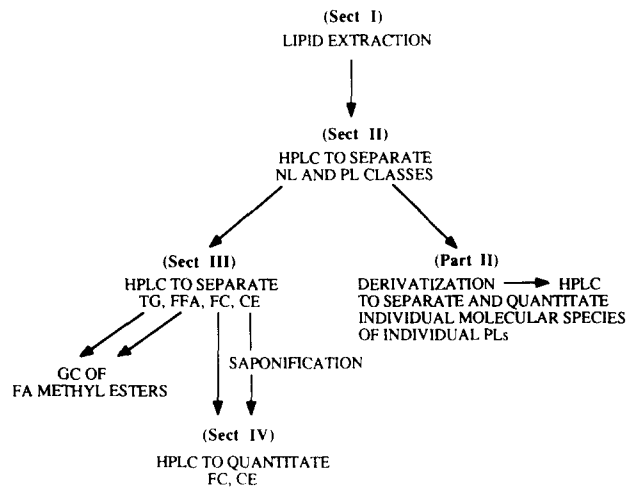 (Sect I)
LIPID EXTRACTION
(Sect II)
HPLC TO SEPARATE
NL AND PL CLASSES
(Sect III)
HPLC TO SEPARATE
TG, FFA, FC, CE
(Part II)
DERIVATIZATION HPLC
TO SEPARATE AND QUANTITATE
INDIVIDUAL MOLECULAR SPECIES
OF INDIVIDUAL PLs
SAPONIFICATION
GC OF
FA METHYL ESTERS
(Sect IV)
HPLC TO QUANTITATE
FC, CE